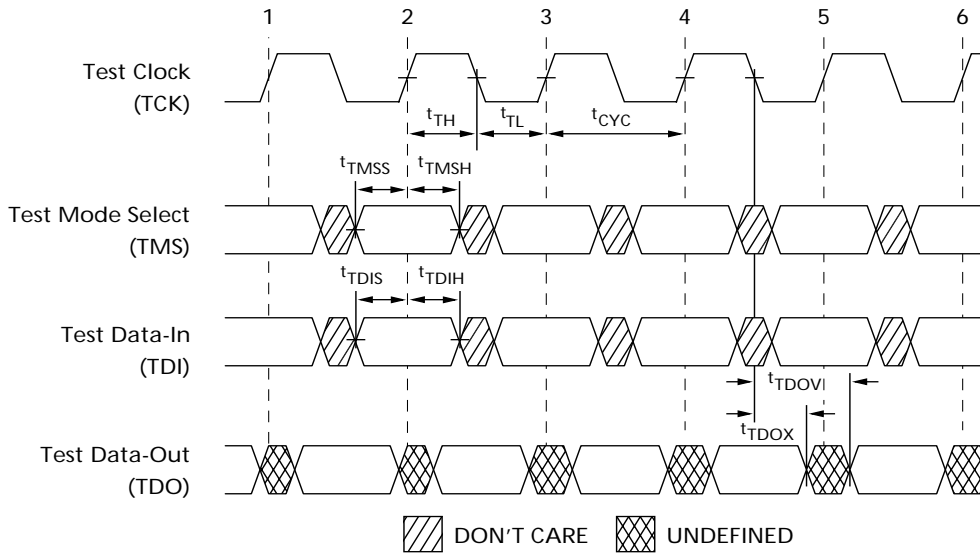 1 2 3 4 5 6
Test Clock
(TCK)
tTH tTL tCYC
tTMSS tTMSH
Test Mode Select
(TMS)
tTDIS tTDIH
Test Data-In
(TDI)
tTDOV
tTDOX
Test Data-Out
(TDO)
DON'T CARE UNDEFINED